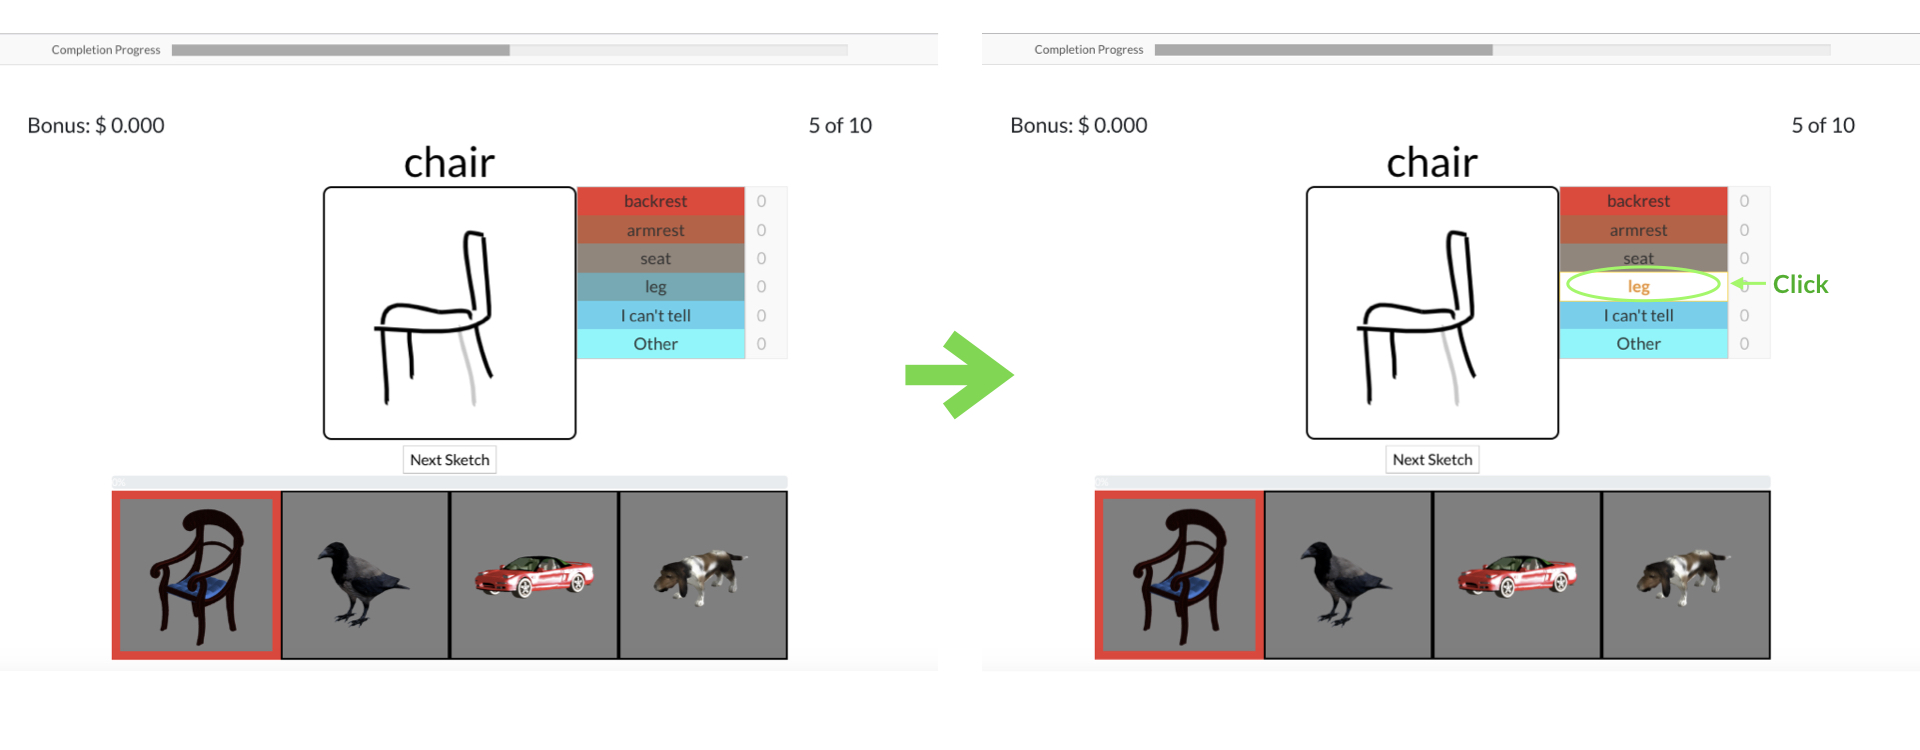 Completion Progress
Bonus: $ 0.000
5 of 10
chair
backrest 0
armrest 0
seat 0
leg 0
I can't tell 0
Other 0
Next Sketch
0%
Completion Progress
Bonus: $ 0.000
5 of 10
chair
backrest 0
armrest 0
seat 0
leg 0
Click
I can't tell 0
Other 0
Next Sketch
0%